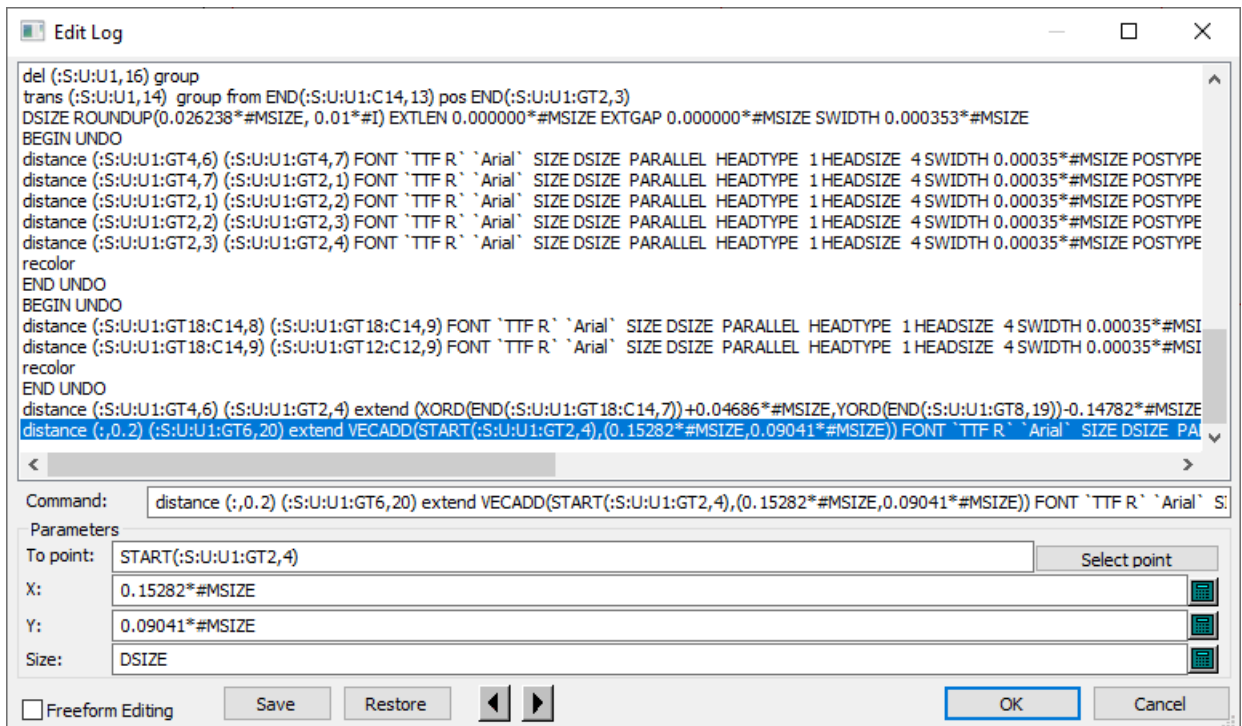 Edit Log
del (:S:U:U1,16) group
trans (:S:U:U1,14)  group from END(:S:U:U1:C14,13) pos END(:S:U:U1:GT2,3)
DSIZE ROUNDUP(0.026238*#MSIZE, 0.01*#I) EXTLEN 0.000000*#MSIZE EXTGAP 0.000000*#MSIZE SWIDTH 0.000353*#MSIZE
BEGIN UNDO
distance (:S:U:U1:GT4,6) (:S:U:U1:GT4,7) FONT `TTF R` `Arial`  SIZE DSIZE  PARALLEL  HEADTYPE  1 HEADSIZE  4 SWIDTH 0.00035*#MSIZE POSTYPE
distance (:S:U:U1:GT4,7) (:S:U:U1:GT2,1) FONT `TTF R` `Arial`  SIZE DSIZE  PARALLEL  HEADTYPE  1 HEADSIZE  4 SWIDTH 0.00035*#MSIZE POSTYPE
distance (:S:U:U1:GT2,1) (:S:U:U1:GT2,2) FONT `TTF R` `Arial`  SIZE DSIZE  PARALLEL  HEADTYPE  1 HEADSIZE  4 SWIDTH 0.00035*#MSIZE POSTYPE
distance (:S:U:U1:GT2,2) (:S:U:U1:GT2,3) FONT `TTF R` `Arial`  SIZE DSIZE  PARALLEL  HEADTYPE  1 HEADSIZE  4 SWIDTH 0.00035*#MSIZE POSTYPE
distance (:S:U:U1:GT2,3) (:S:U:U1:GT2,4) FONT `TTF R` `Arial`  SIZE DSIZE  PARALLEL  HEADTYPE  1 HEADSIZE  4 SWIDTH 0.00035*#MSIZE POSTYPE
recolor
END UNDO
BEGIN UNDO
distance (:S:U:U1:GT18:C14,8) (:S:U:U1:GT18:C14,9) FONT `TTF R` `Arial`  SIZE DSIZE  PARALLEL  HEADTYPE  1 HEADSIZE  4 SWIDTH 0.00035*#MSI
distance (:S:U:U1:GT18:C14,9) (:S:U:U1:GT12:C12,9) FONT `TTF R` `Arial`  SIZE DSIZE  PARALLEL  HEADTYPE  1 HEADSIZE  4 SWIDTH 0.00035*#MSI
recolor
END UNDO
distance (:S:U:U1:GT4,6) (:S:U:U1:GT2,4) extend (XORD(END(:S:U:U1:GT18:C14,7))+0.04686*#MSIZE,YORD(END(:S:U:U1:GT8,19))-0.14782*#MSIZE
distance (:,0.2) (:S:U:U1:GT6,20) extend VECADD(START(:S:U:U1:GT2,4),(0.15282*#MSIZE,0.09041*#MSIZE)) FONT `TTF R` `Arial`  SIZE DSIZE  PA
Command: distance (:,0.2) (:S:U:U1:GT6,20) extend VECADD(START(:S:U:U1:GT2,4),(0.15282*#MSIZE,0.09041*#MSIZE)) FONT `TTF R` `Arial`  S
Parameters
To point: START(:S:U:U1:GT2,4) Select point
X: 0.15282*#MSIZE
Y: 0.09041*#MSIZE
Size: DSIZE
Freeform Editing Save Restore OK Cancel